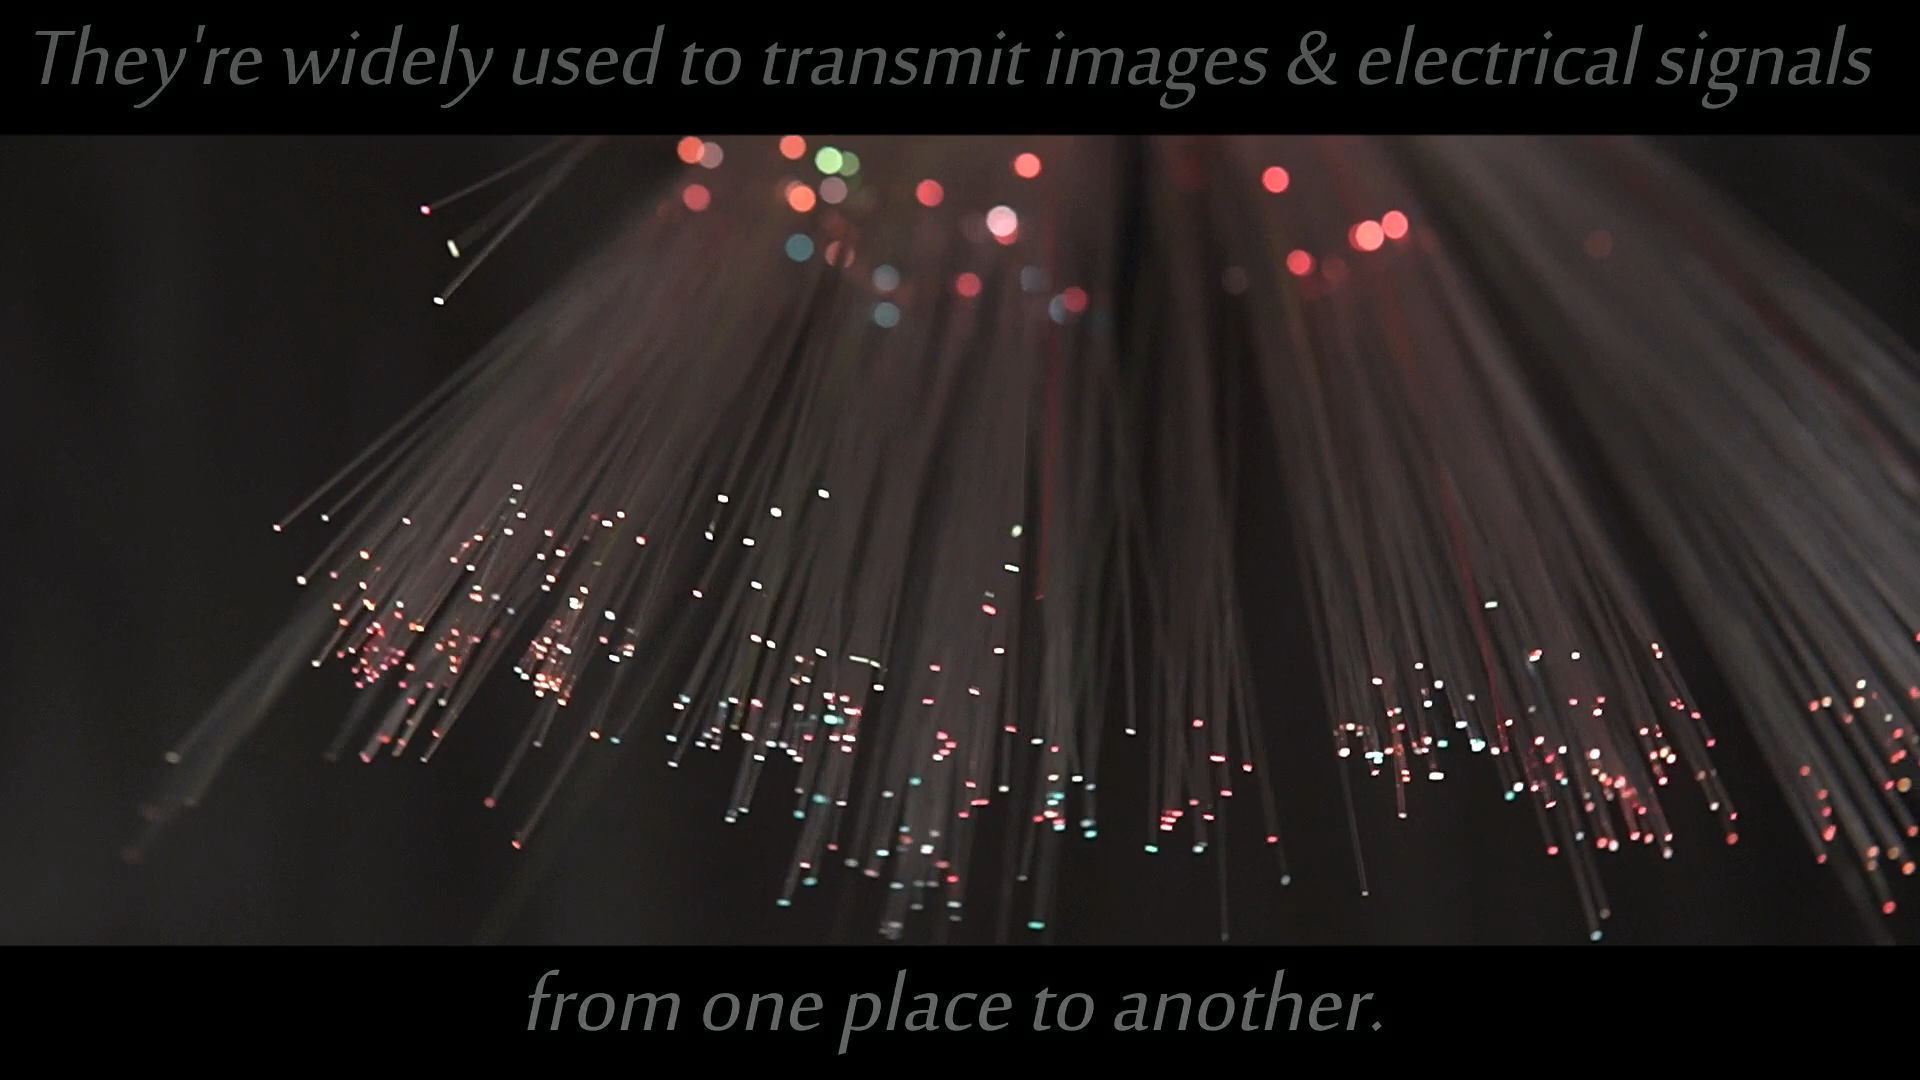 They're widely used to transmit images & electrical signals
from one place to another.